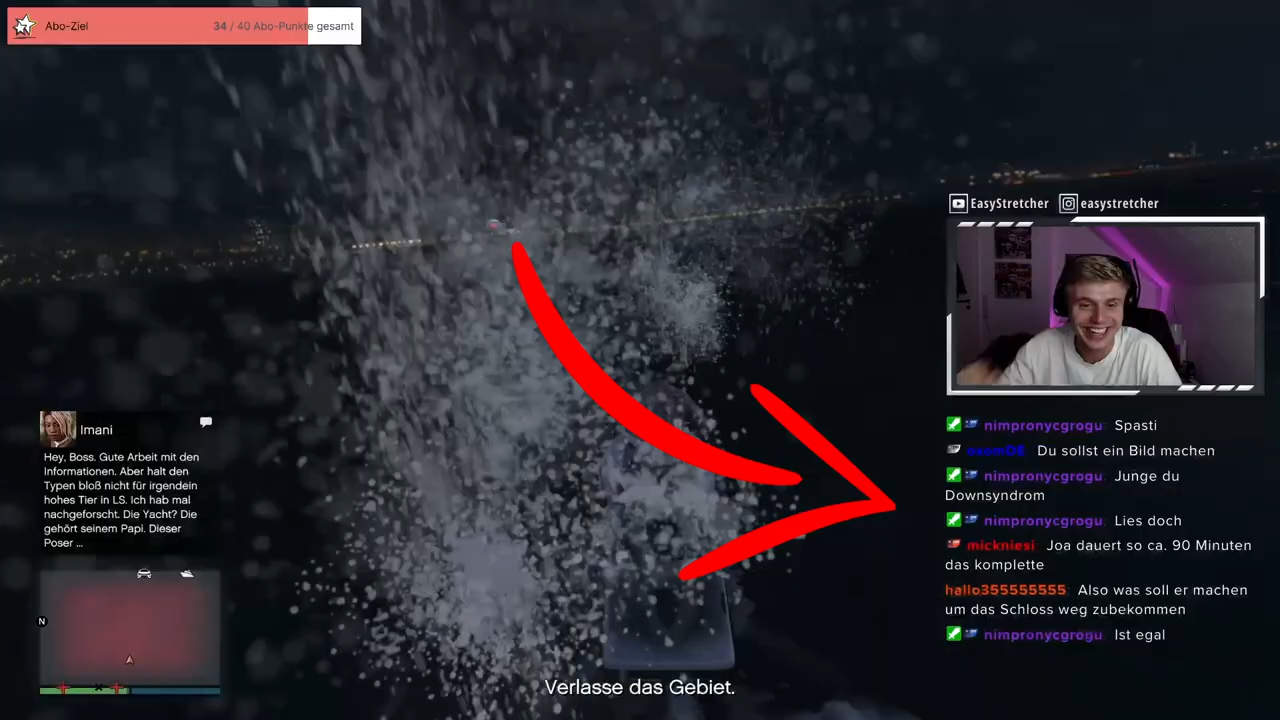 Abo-Ziel
34 / 40 Abo-Punkte gesamt
EasyStretcher
easystretcher
nimpronycgrogu: Spasti
exomDE: Du sollst ein Bild machen
nimpronycgrogu: Junge du
Downsyndrom
nimpronycgrogu: Lies doch
mickniesi: Joa dauert so ca. 90 Minuten
das komplette
hallo355555555: Also was soll er machen
um das Schloss weg zubekommen
nimpronycgrogu: Ist egal
Imani
Hey, Boss. Gute Arbeit mit den
Informationen. Aber halt den
Typen bloß nicht für irgendein
hohes Tier in LS. Ich hab mal
nachgeforscht. Die Yacht? Die
gehört seinem Papi. Dieser
Poser ...
N
Verlasse das Gebiet.